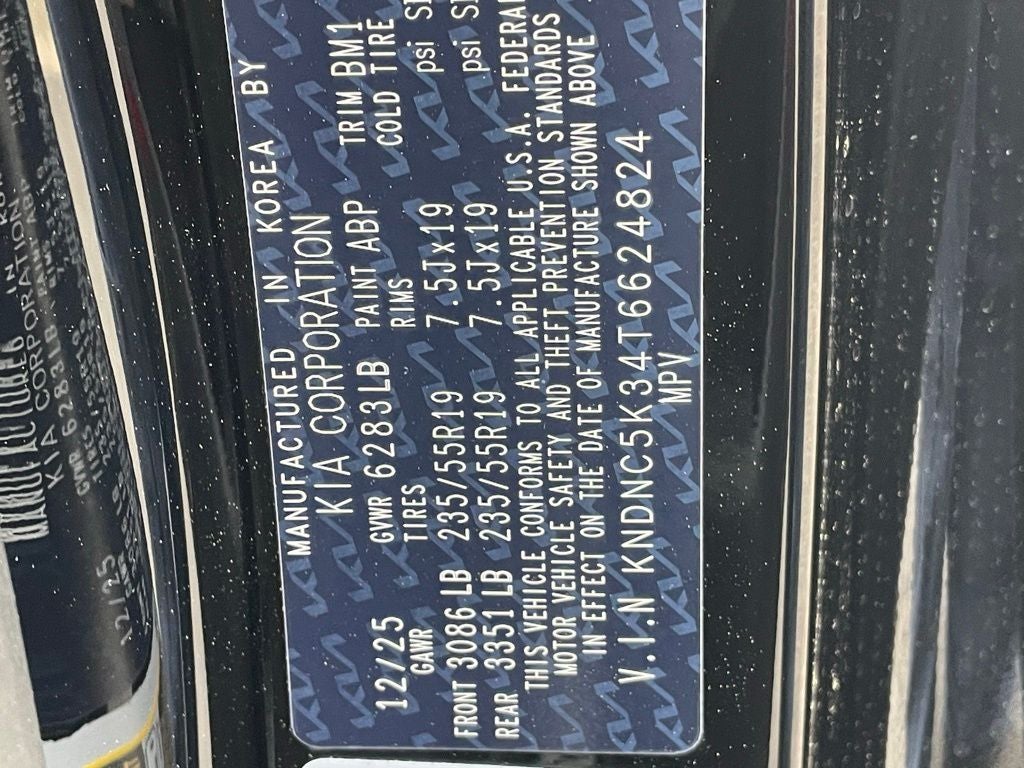 MANUFACTURED IN KOREA BY
KIA CORPORATION
12/25 GVWR 6283LB PAINT ABP TRIM BM1
GAWR TIRES RIMS COLD TIRE
FRONT 3086 LB 235/55R19 7.5Jx19 psi
REAR 3351 LB 235/55R19 7.5Jx19 psi
THIS VEHICLE CONFORMS TO ALL APPLICABLE U.S.A. FEDERAL
MOTOR VEHICLE SAFETY AND THEFT PREVENTION STANDARDS
IN EFFECT ON THE DATE OF MANUFACTURE SHOWN ABOVE
V.I.N KNDNC5K34T6624824
MPV